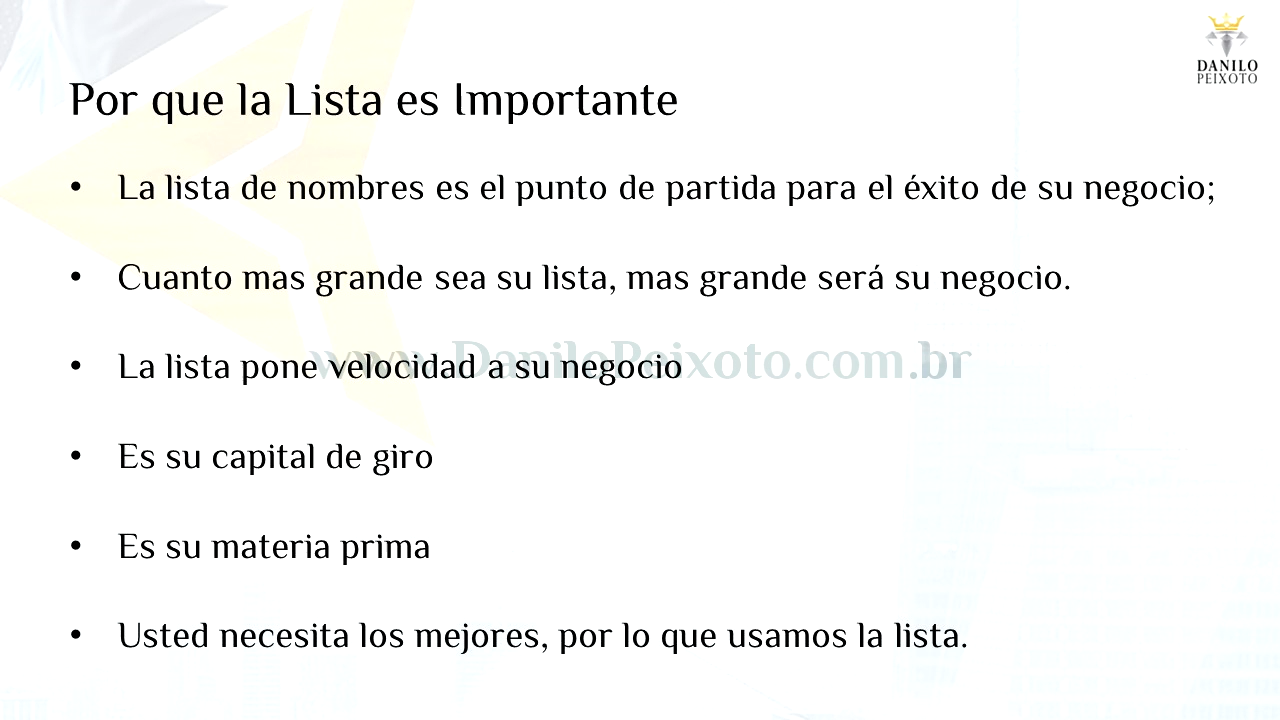 DANILO
PEIXOTO
Por que la Lista es Importante
• La lista de nombres es el punto de partida para el éxito de su negocio;
• Cuanto mas grande sea su lista, mas grande será su negocio.
www.DaniloPeixoto.com.br
• La lista pone velocidad a su negocio
• Es su capital de giro
• Es su materia prima
• Usted necesita los mejores, por lo que usamos la lista.